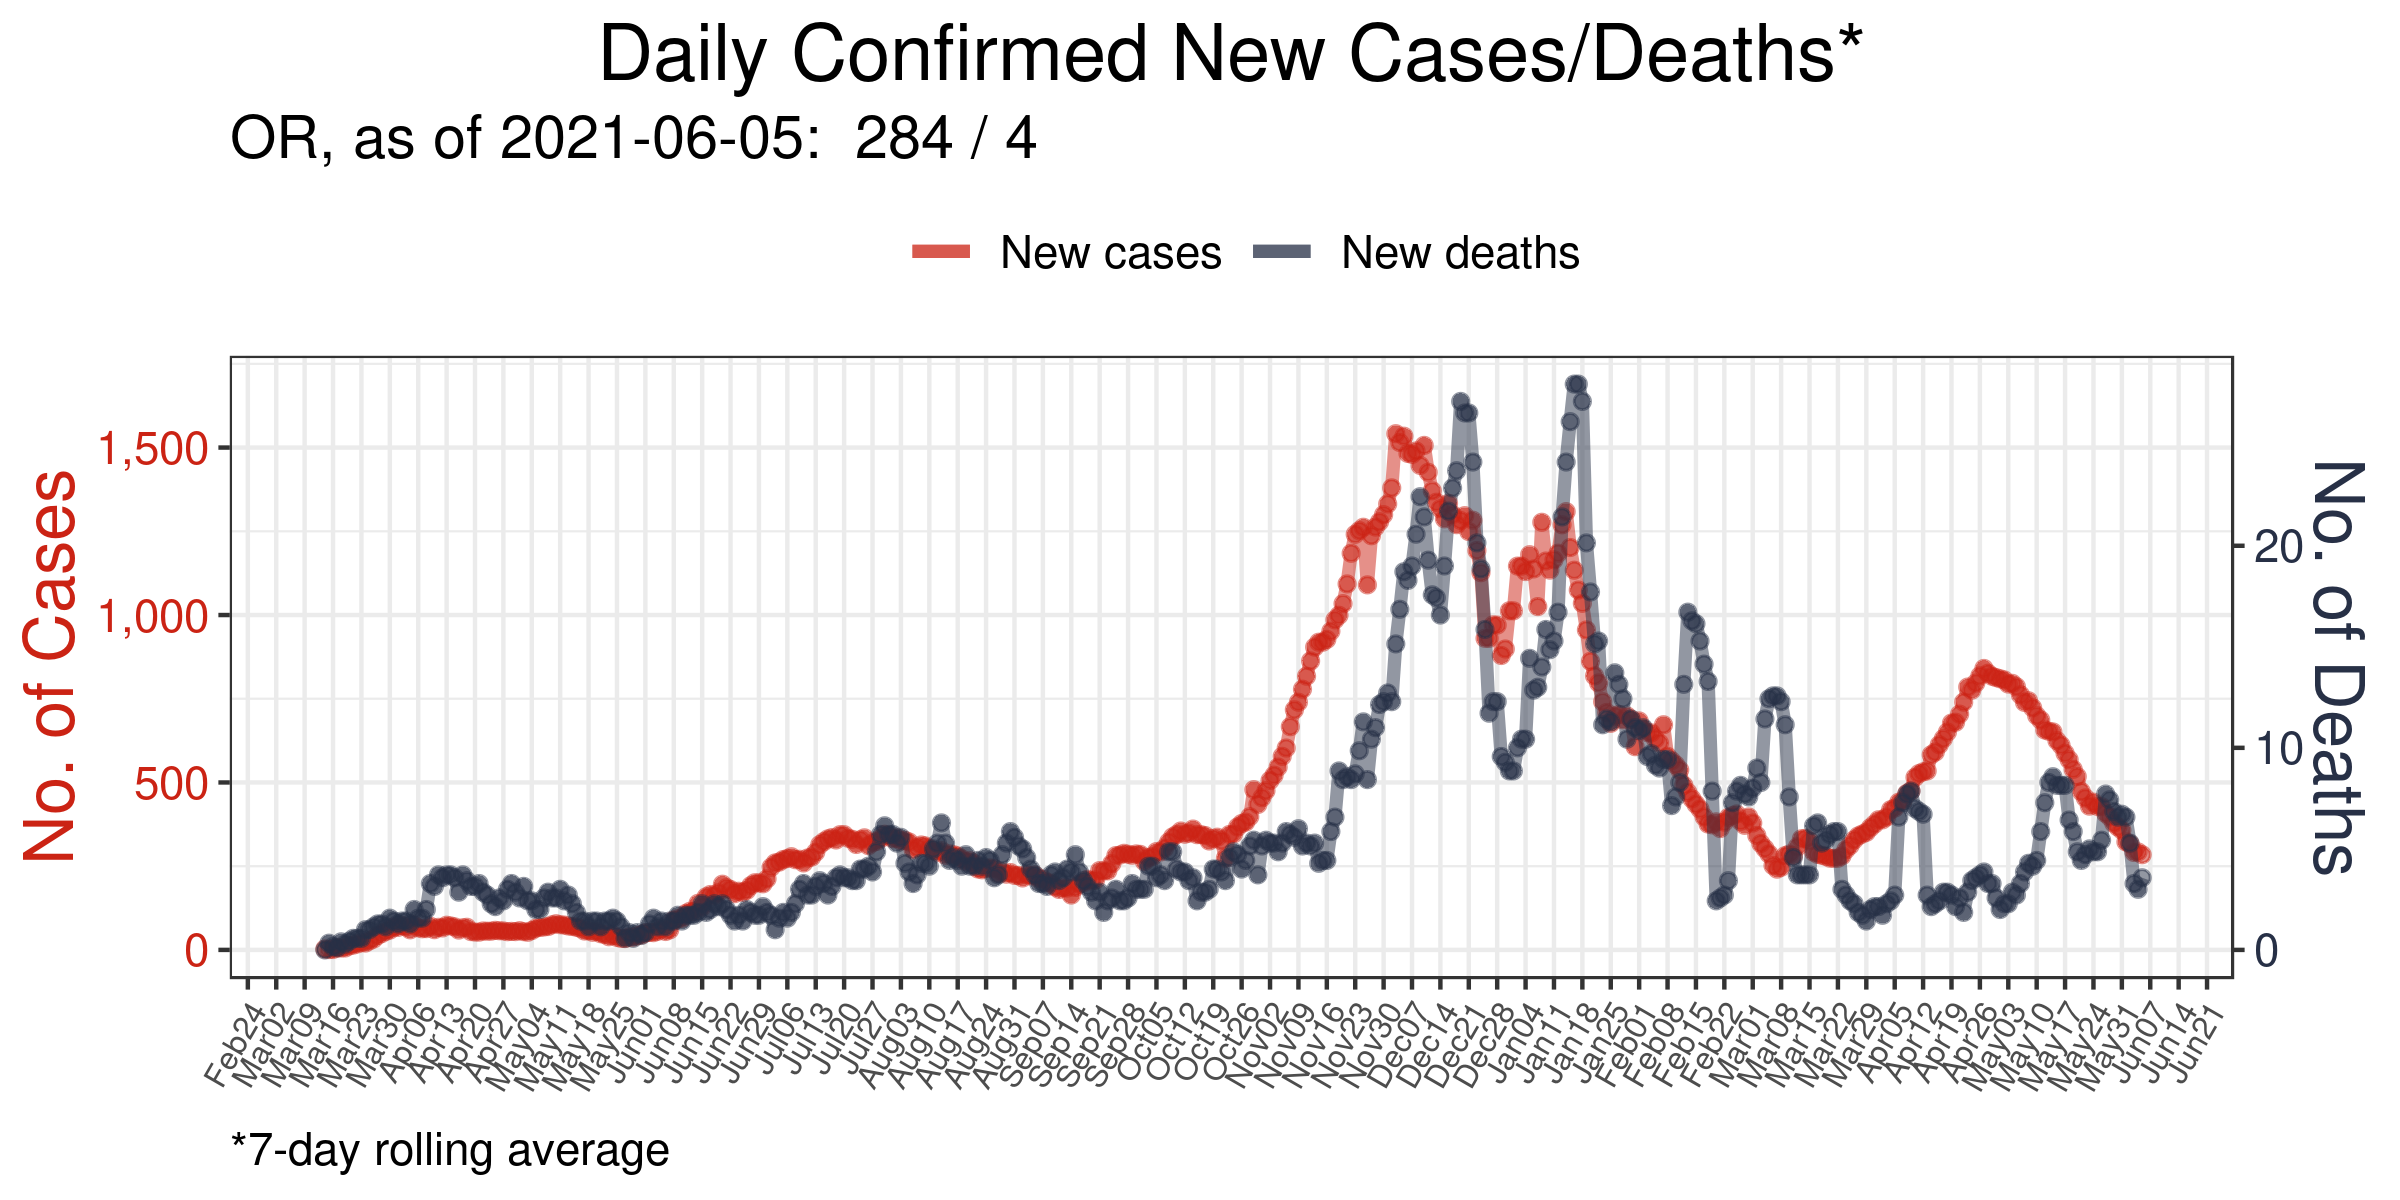 Daily Confirmed New Cases/Deaths*
OR, as of 2021-06-05:  284 / 4
New cases
New deaths
No. of Cases
1,500
1,000
500
0
No. of Deaths
20
10
0
Feb24
Mar02
Mar09
Mar16
Mar23
Mar30
Apr06
Apr13
Apr20
Apr27
May04
May11
May18
May25
Jun01
Jun08
Jun15
Jun22
Jun29
Jul06
Jul13
Jul20
Jul27
Aug03
Aug10
Aug17
Aug24
Aug31
Sep07
Sep14
Sep21
Sep28
Oct05
Oct12
Oct19
Oct26
Nov02
Nov09
Nov16
Nov23
Nov30
Dec07
Dec14
Dec21
Dec28
Jan04
Jan11
Jan18
Jan25
Feb01
Feb08
Feb15
Feb22
Mar01
Mar08
Mar15
Mar22
Mar29
Apr05
Apr12
Apr19
Apr26
May03
May10
May17
May24
May31
Jun07
Jun14
Jun21
*7-day rolling average